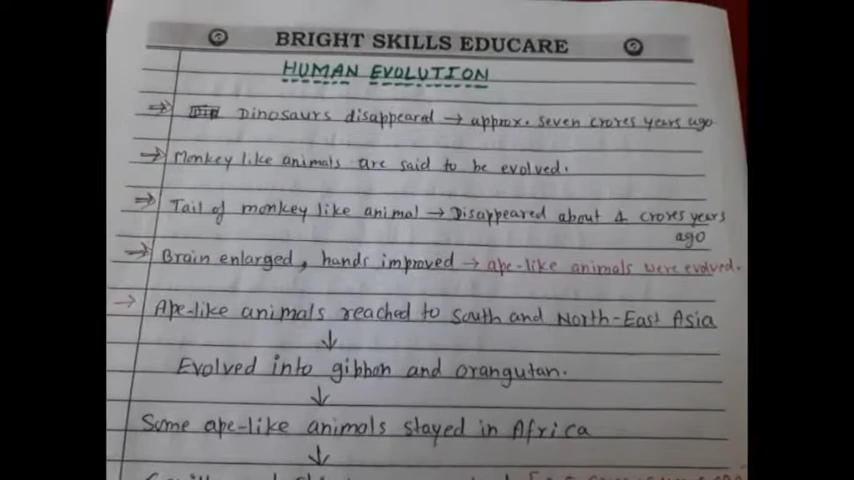 BRIGHT SKILLS EDUCARE
HUMAN EVOLUTION
⇒ Dinosaurs disappeared → approx. seven crores years ago
⇒ Monkey like animals are said to be evolved.
⇒ Tail of monkey like animal → Disappeared about 4 crores years
ago
⇒ Brain enlarged, hands improved → ape-like animals were evolved.
→ Ape-like animals reached to South and North-East Asia
↓
Evolved into gibbon and orangutan.
↓
Some ape-like animals stayed in Africa
↓